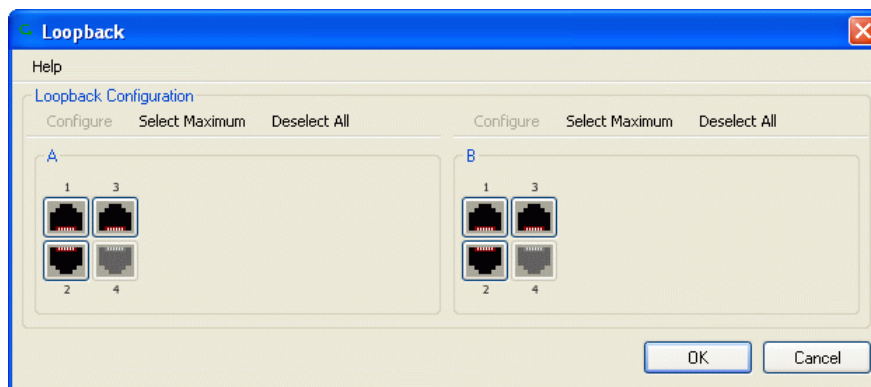 Loopback
Help
Loopback Configuration
Configure Select Maximum Deselect All Configure Select Maximum Deselect All
A B
1 3 1 3
2 4 2 4
OK Cancel